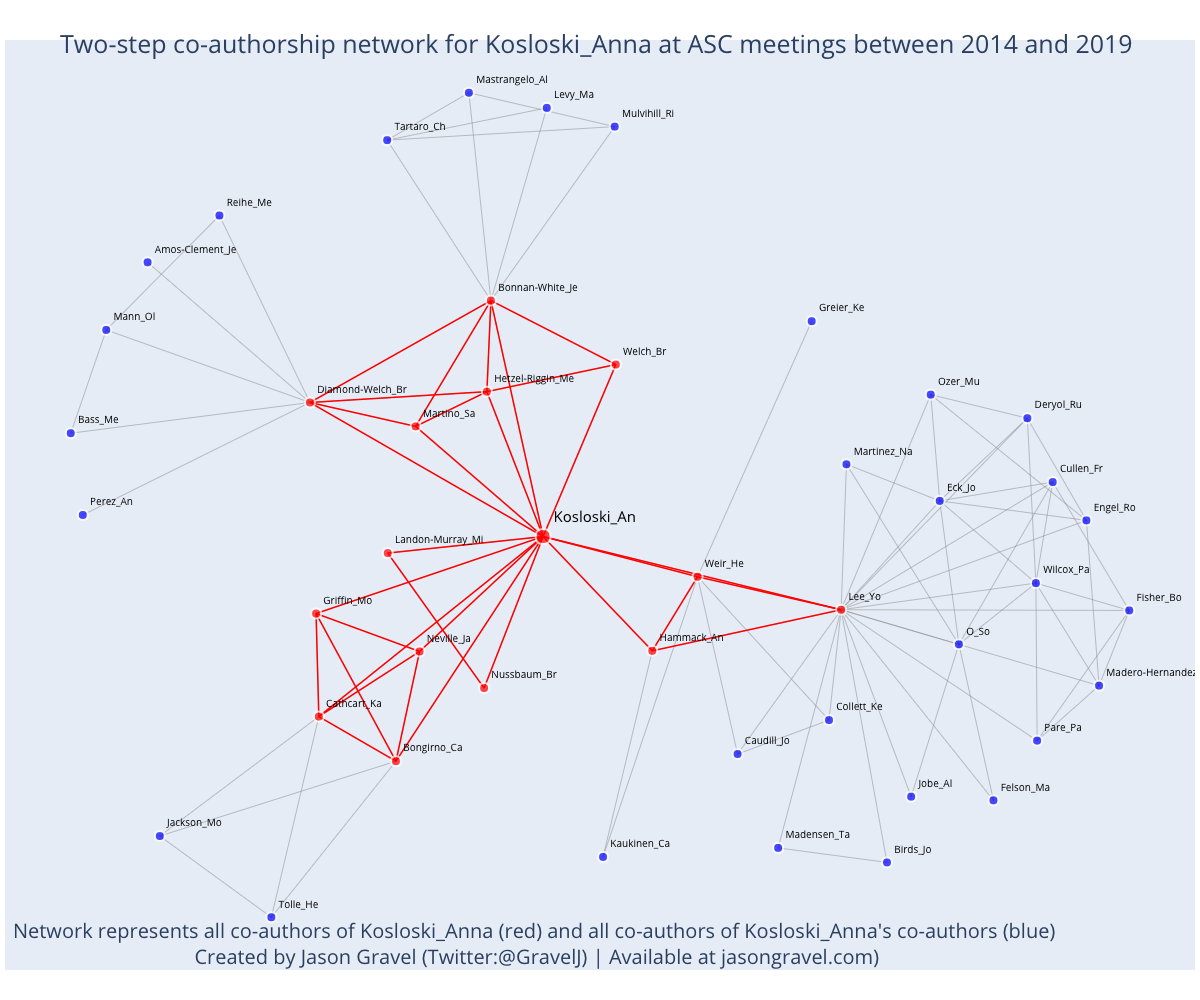 Two-step co-authorship network for Kosloski_Anna at ASC meetings between 2014 and 2019
Mastrangelo_Al
Levy_Ma
Mulvihill_Ri
Tartaro_Ch
Reihe_Me
Amos-Clement_Je
Bonnan-White_Je
Greier_Ke
Mann_Ol
Welch_Br
Hetzel-Riggin_Me
Ozer_Mu
Diamond-Welch_Br
Deryol_Ru
Martino_Sa
Bass_Me
Martinez_Na
Cullen_Fr
Eck_Jo
Perez_An
Engel_Ro
Kosloski_An
Landon-Murray_Mi
Weir_He
Wilcox_Pa
Griffin_Mo
Lee_Yo
Fisher_Bo
Neville_Ja
Hammack_An
O_So
Nussbaum_Br
Madero-Hernandez
Cathcart_Ka
Collett_Ke
Pare_Pa
Bongirno_Ca
Caudill_Jo
Jobe_Al
Felson_Ma
Jackson_Mo
Kaukinen_Ca
Madensen_Ta
Birds_Jo
Tolle_He
Network represents all co-authors of Kosloski_Anna (red) and all co-authors of Kosloski_Anna's co-authors (blue)
Created by Jason Gravel (Twitter:@GravelJ) | Available at jasongravel.com)